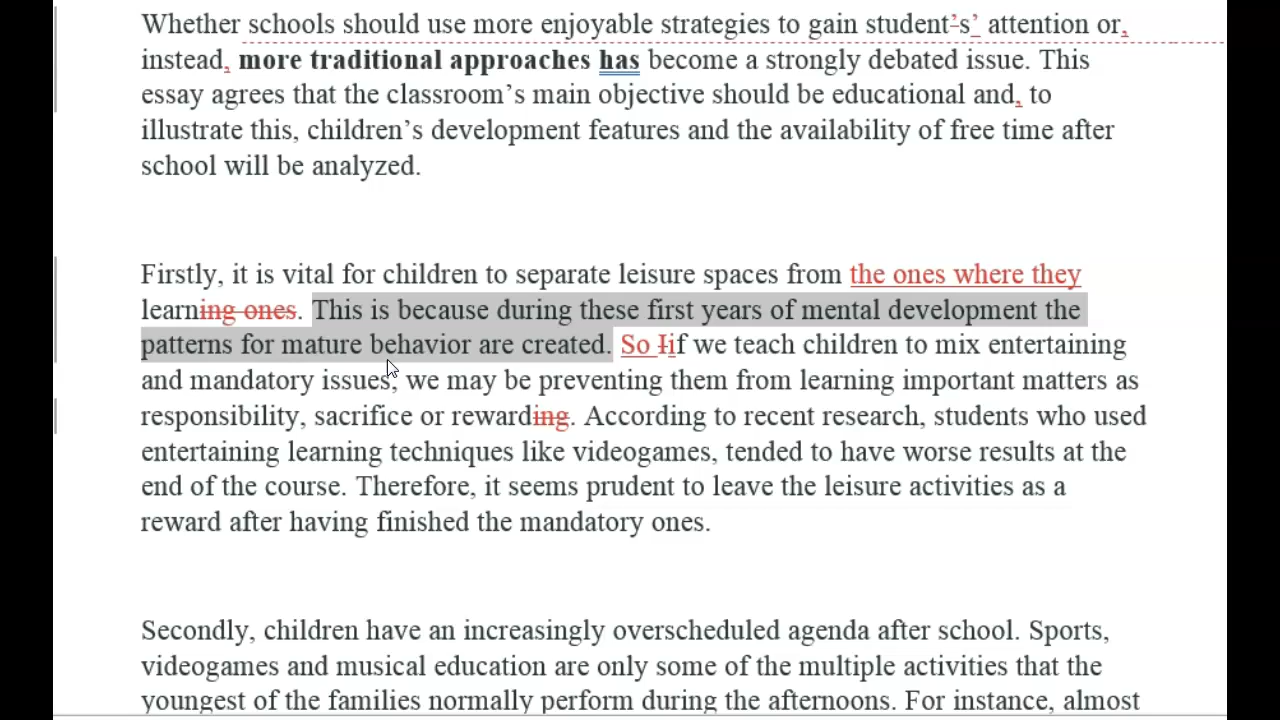 Whether schools should use more enjoyable strategies to gain student's' attention or,
instead, more traditional approaches has become a strongly debated issue. This
essay agrees that the classroom’s main objective should be educational and, to
illustrate this, children’s development features and the availability of free time after
school will be analyzed.
Firstly, it is vital for children to separate leisure spaces from the ones where they
learning ones. This is because during these first years of mental development the
patterns for mature behavior are created. So Iif we teach children to mix entertaining
and mandatory issues, we may be preventing them from learning important matters as
responsibility, sacrifice or rewarding. According to recent research, students who used
entertaining learning techniques like videogames, tended to have worse results at the
end of the course. Therefore, it seems prudent to leave the leisure activities as a
reward after having finished the mandatory ones.
Secondly, children have an increasingly overscheduled agenda after school. Sports,
videogames and musical education are only some of the multiple activities that the
youngest of the families normally perform during the afternoons. For instance, almost